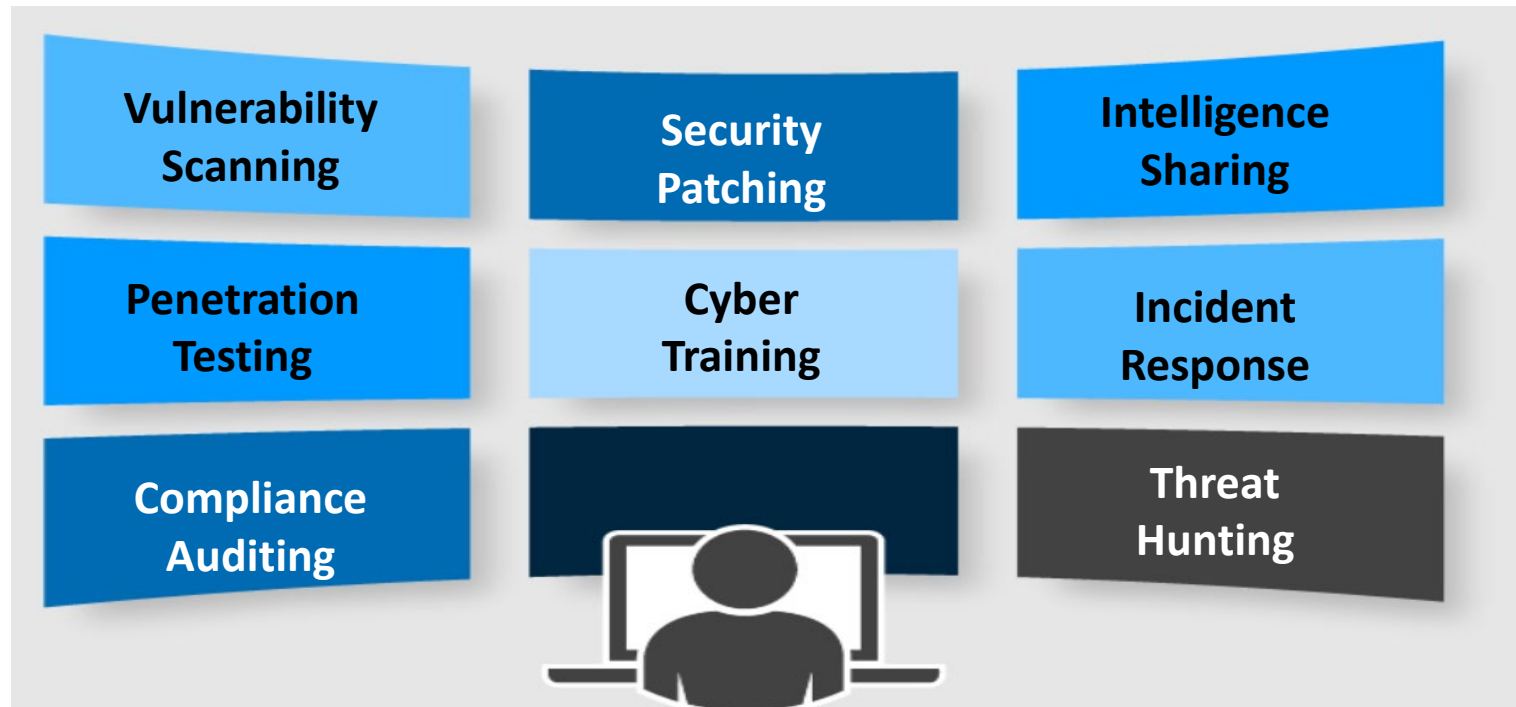 Vulnerability
Scanning
Security
Patching
Intelligence
Sharing
Penetration
Testing
Cyber
Training
Incident
Response
Compliance
Auditing
Threat
Hunting